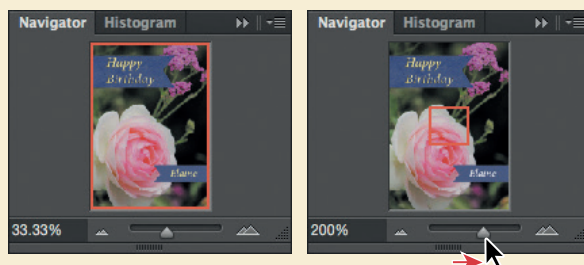 Navigator Histogram
Happy
Birthday
Elaine
33.33%
Navigator Histogram
Happy
Birthday
Elaine
200%